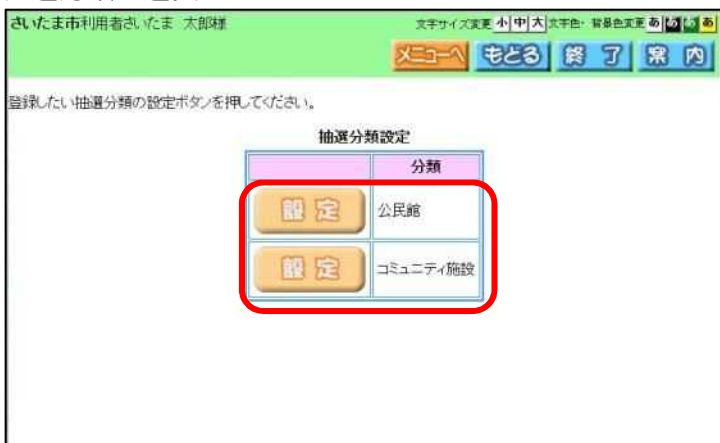 さいたま市利用者さいたま 太郎様 文字サイズ変更 小 中 大 文字色・背景色変更 あ あ あ あ
メニューへ もどる 終了 案内
登録したい抽選分類の設定ボタンを押してください。
抽選分類設定
分類
設定 公民館
設定 コミュニティ施設